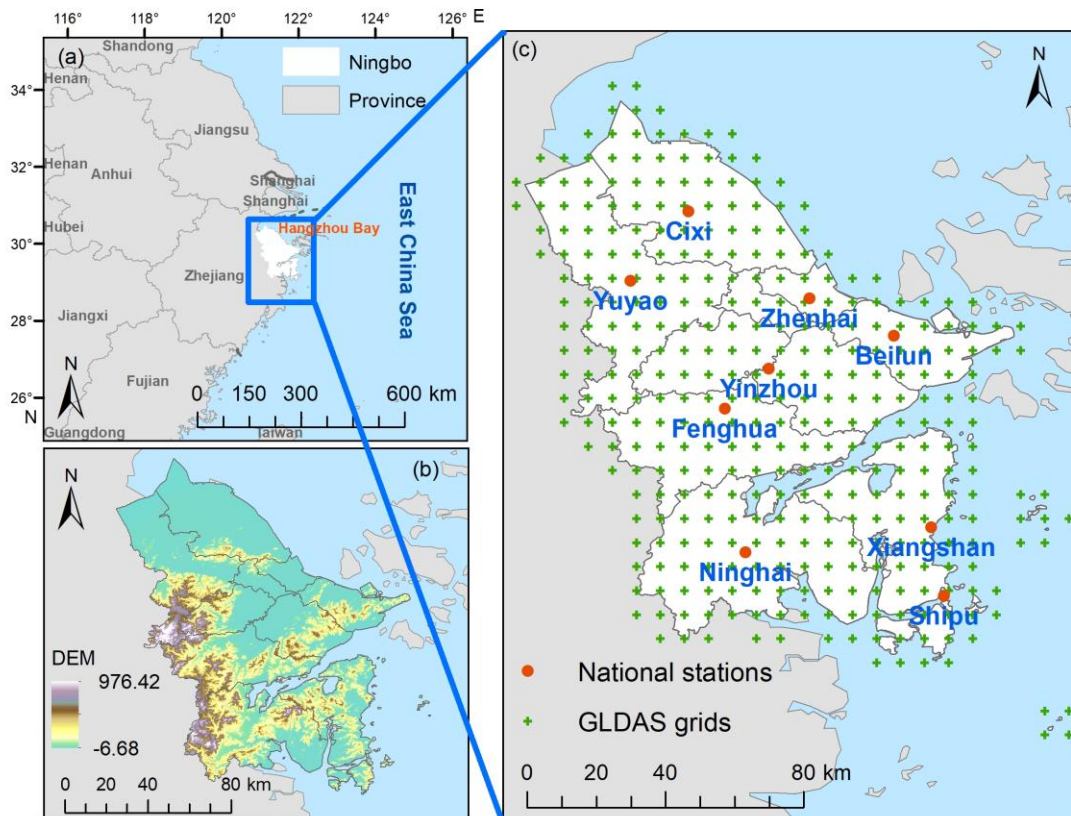 116° 118° 120° 122° 124° 126° E
(a)
Shandong
Ningbo
Province
34°
Henan
Jiangsu
32°
Henan
Anhui
Shanghai
Shanghai
Hubei
Hangzhou Bay
30°
Zhejiang
East China Sea
28°
Jiangxi
N
Fujian
0 150 300 600 km
26°
N
Guangdong
Taiwan
(b)
N
DEM
976.42
-6.68
0 20 40 80 km
(c)
N
Cixi
Yuyao
Zhenhai
Beilun
Yinzhou
Fenghua
Xiangshan
Ninghai
Shipu
National stations
GLDAS grids
0 20 40 80 km